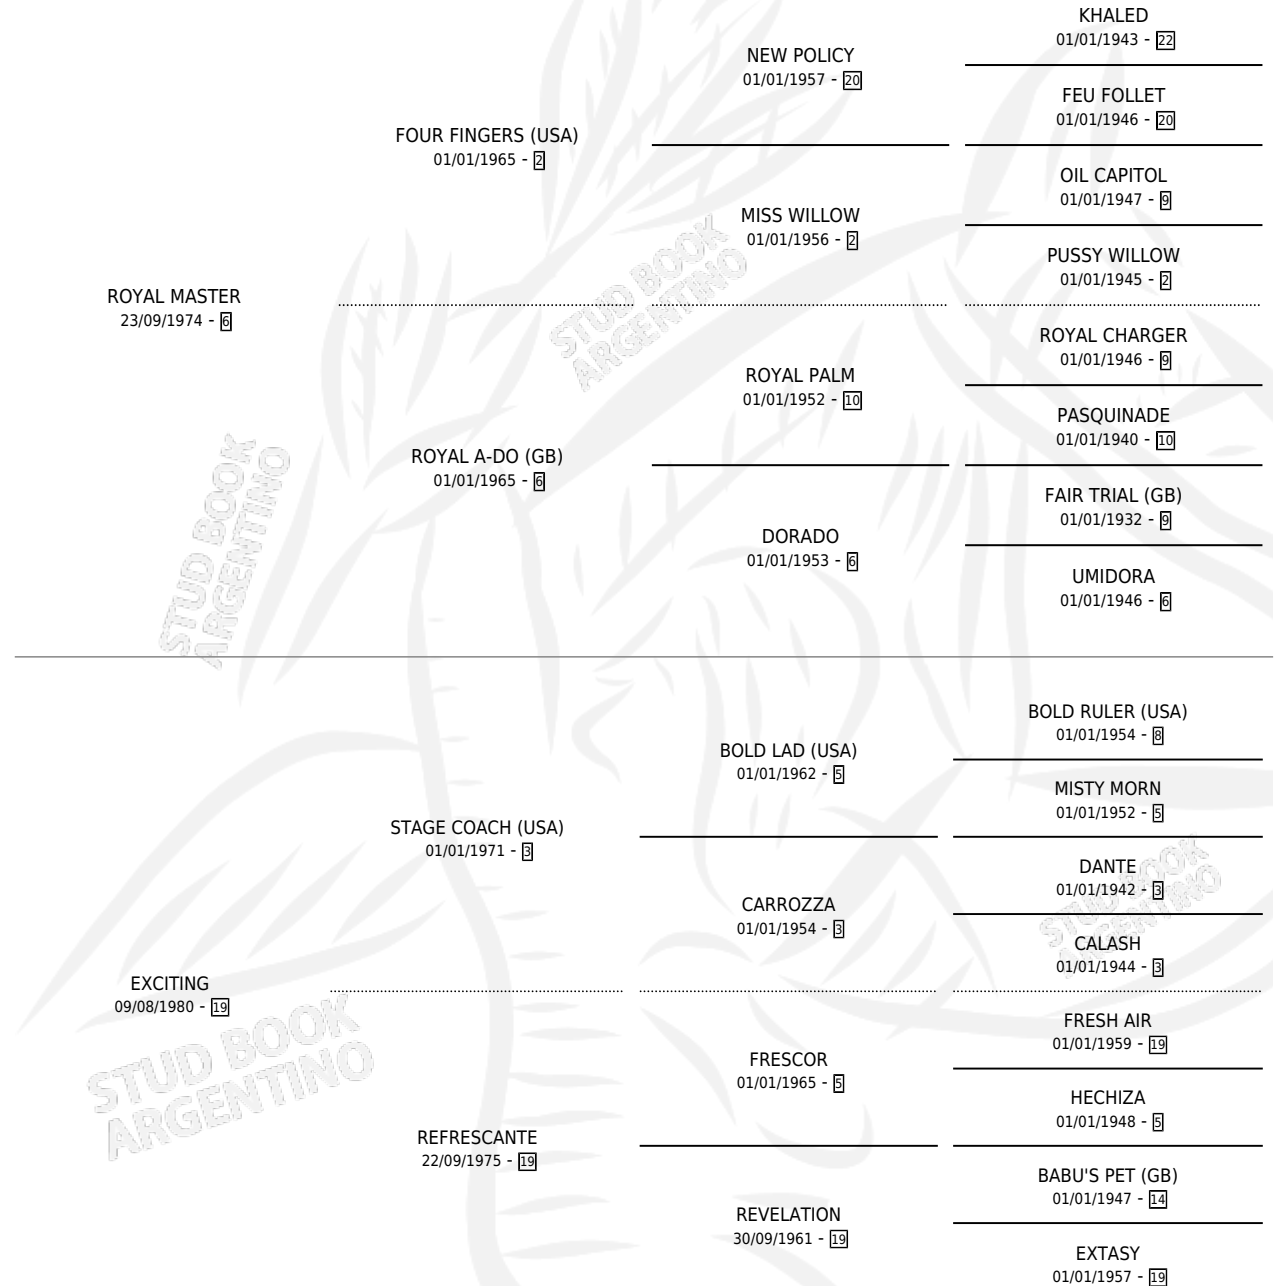 KHALED
01/01/1943 - 22
NEW POLICY
01/01/1957 - 20
FEU FOLLET
01/01/1946 - 20
FOUR FINGERS (USA)
01/01/1965 - 2
OIL CAPITOL
01/01/1947 - 9
MISS WILLOW
01/01/1956 - 2
PUSSY WILLOW
01/01/1945 - 2
ROYAL MASTER
23/09/1974 - 6
STUD BOOK
ARGENTINO
ROYAL CHARGER
01/01/1946 - 9
ROYAL PALM
01/01/1952 - 10
PASQUINADE
01/01/1940 - 10
ROYAL A-DO (GB)
01/01/1965 - 6
FAIR TRIAL (GB)
01/01/1932 - 9
DORADO
01/01/1953 - 6
UMIDORA
01/01/1946 - 6
STUD BOOK
ARGENTINO
BOLD RULER (USA)
01/01/1954 - 8
BOLD LAD (USA)
01/01/1962 - 5
MISTY MORN
01/01/1952 - 5
STAGE COACH (USA)
01/01/1971 - 3
DANTE
01/01/1942 - 3
CARROZZA
01/01/1954 - 3
CALASH
01/01/1944 - 3
STUD BOOK
ARGENTINO
EXCITING
09/08/1980 - 19
FRESH AIR
01/01/1959 - 19
FRESCOR
01/01/1965 - 5
HECHIZA
01/01/1948 - 5
STUD BOOK
ARGENTINO
REFRESCANTE
22/09/1975 - 19
BABU'S PET (GB)
01/01/1947 - 14
REVELATION
30/09/1961 - 19
EXTASY
01/01/1957 - 19